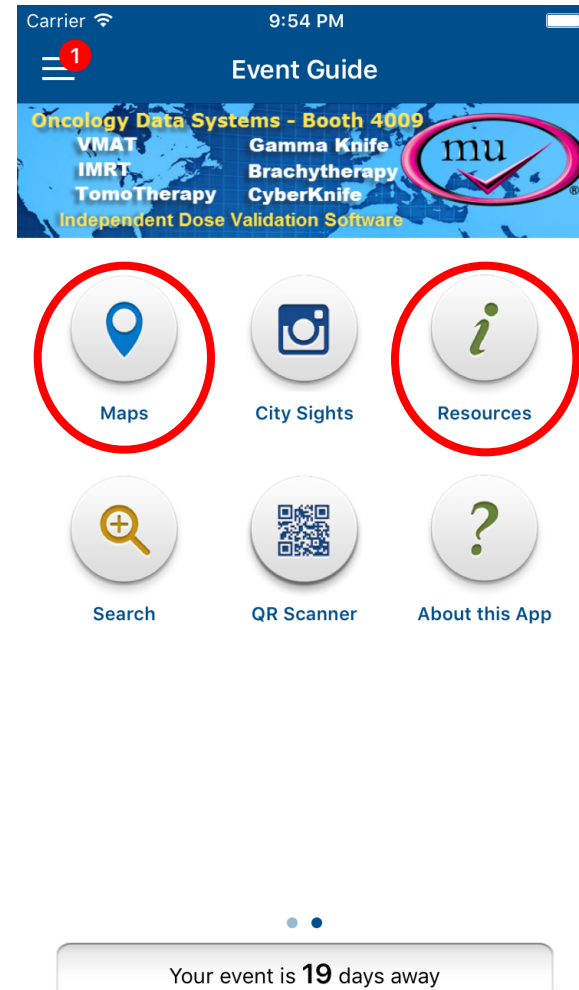 Carrier 9:54 PM
1
Event Guide
Oncology Data Systems - Booth 4009
VMAT Gamma Knife
IMRT Brachytherapy
TomoTherapy CyberKnife
Independent Dose Validation Software
mu
®
i
Maps City Sights Resources
?
Search QR Scanner About this App
Your event is 19 days away